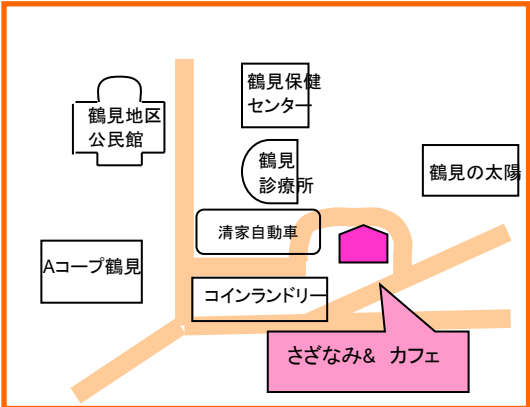 鶴見保健
センター
鶴見地区
公民館
鶴見
診療所
鶴見の太陽
清家自動車
Aコープ鶴見
コインランドリー
さざなみ& カフェ